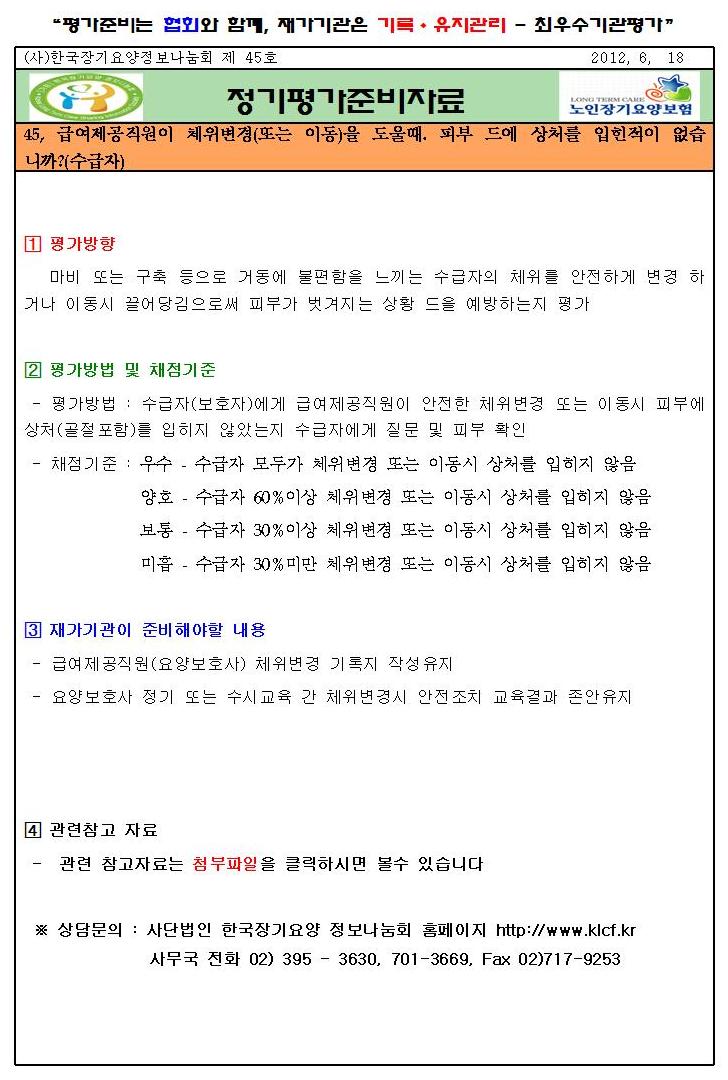 “평가준비는 협회와 함께, 재가기관은 기록·유지관리 - 최우수기관평가”
(사)한국장기요양정보나눔회 제 45호 2012, 6, 18
정기평가준비자료
LONG TERM CARE
노인장기요양보험
45, 급여제공직원이 체위변경(또는 이동)을 도울때. 피부 드에 상처를 입힌적이 없습
니까?(수급자)
1 평가방향
마비 또는 구축 등으로 거동에 불편함을 느끼는 수급자의 체위를 안전하게 변경 하
거나 이동시 끌어당김으로써 피부가 벗겨지는 상황 드을 예방하는지 평가
2 평가방법 및 채점기준
- 평가방법 : 수급자(보호자)에게 급여제공직원이 안전한 체위변경 또는 이동시 피부에
상처(골절포함)를 입히지 않았는지 수급자에게 질문 및 피부 확인
- 채점기준 : 우수 - 수급자 모두가 체위변경 또는 이동시 상처를 입히지 않음
양호 - 수급자 60%이상 체위변경 또는 이동시 상처를 입히지 않음
보통 - 수급자 30%이상 체위변경 또는 이동시 상처를 입히지 않음
미흡 - 수급자 30%미만 체위변경 또는 이동시 상처를 입히지 않음
3 재가기관이 준비해야할 내용
- 급여제공직원(요양보호사) 체위변경 기록지 작성유지
- 요양보호사 정기 또는 수시교육 간 체위변경시 안전조치 교육결과 존안유지
4 관련참고 자료
- 관련 참고자료는 첨부파일을 클릭하시면 볼수 있습니다
※ 상담문의 : 사단법인 한국장기요양 정보나눔회 홈페이지 http://www.klcf.kr
사무국 전화 02) 395 - 3630, 701-3669, Fax 02)717-9253